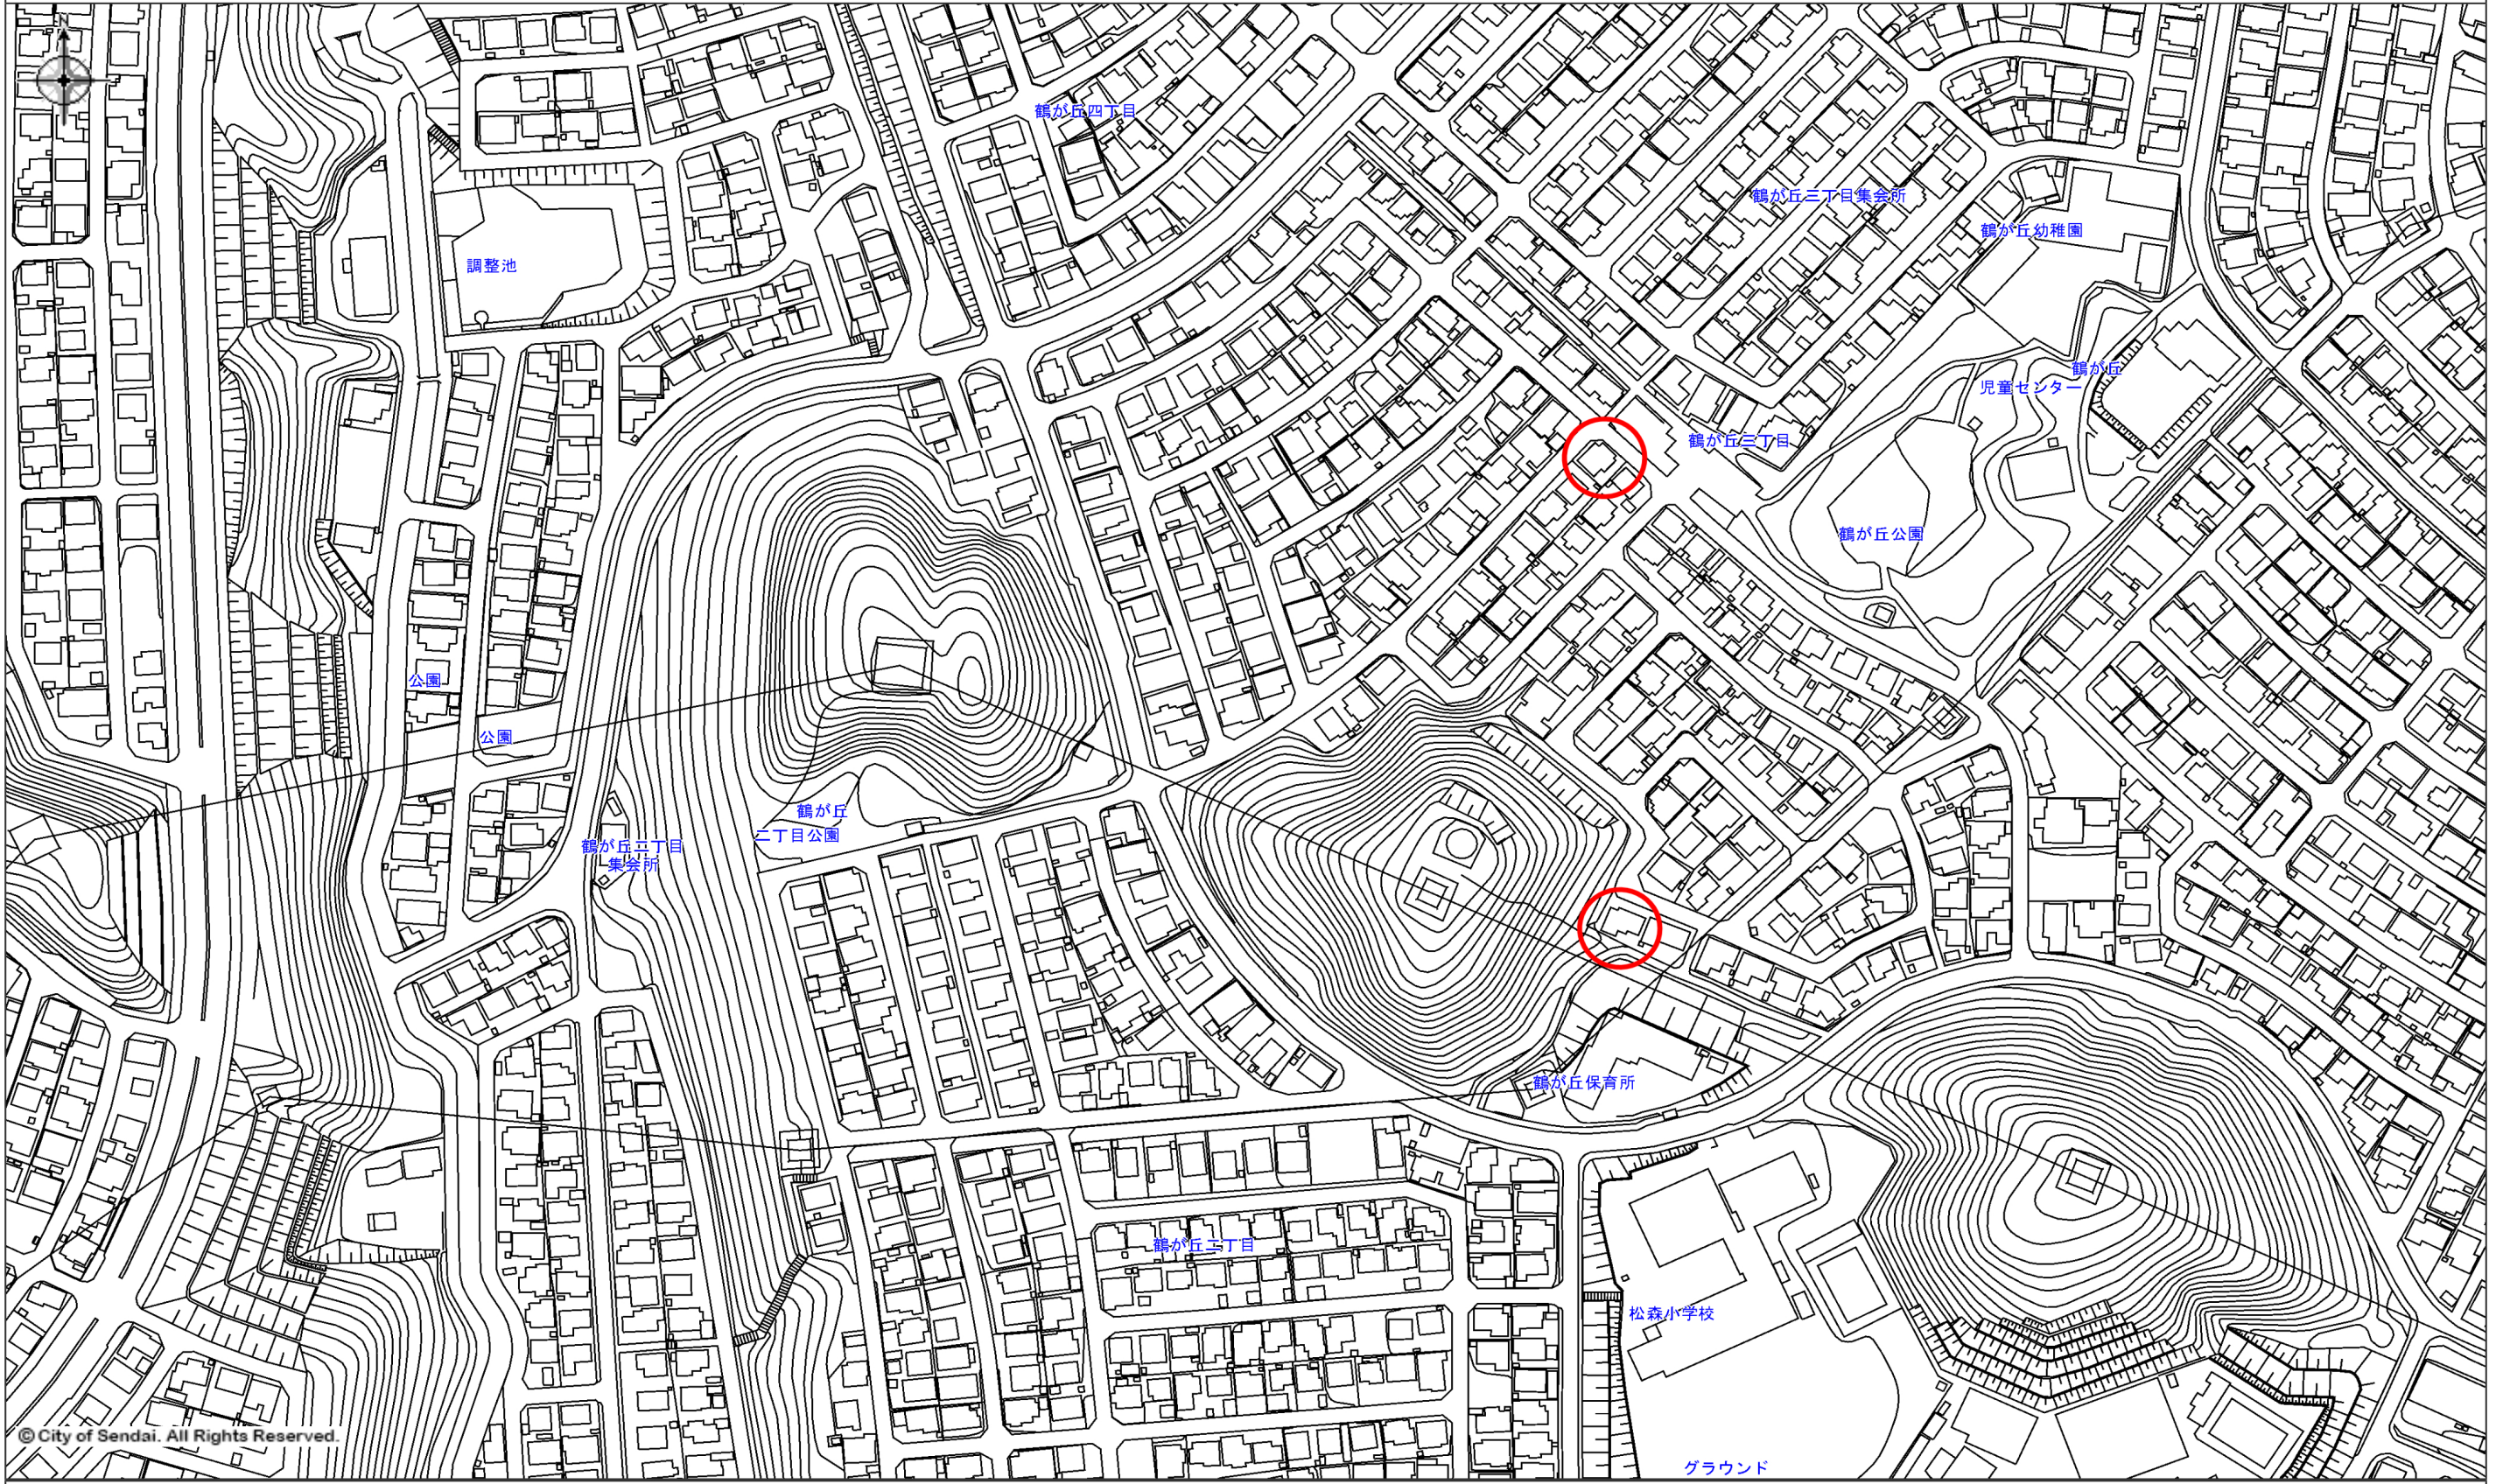 N
鶴が丘四丁目
鶴が丘三丁目集会所
鶴が丘幼稚園
調整池
鶴が丘
児童センター
鶴が丘三丁目
鶴が丘公園
公園
公園
鶴が丘
二丁目公園
鶴が丘二丁目
集会所
鶴が丘保育所
鶴が丘二丁目
松森小学校
© City of Sendai. All Rights Reserved.
グラウンド